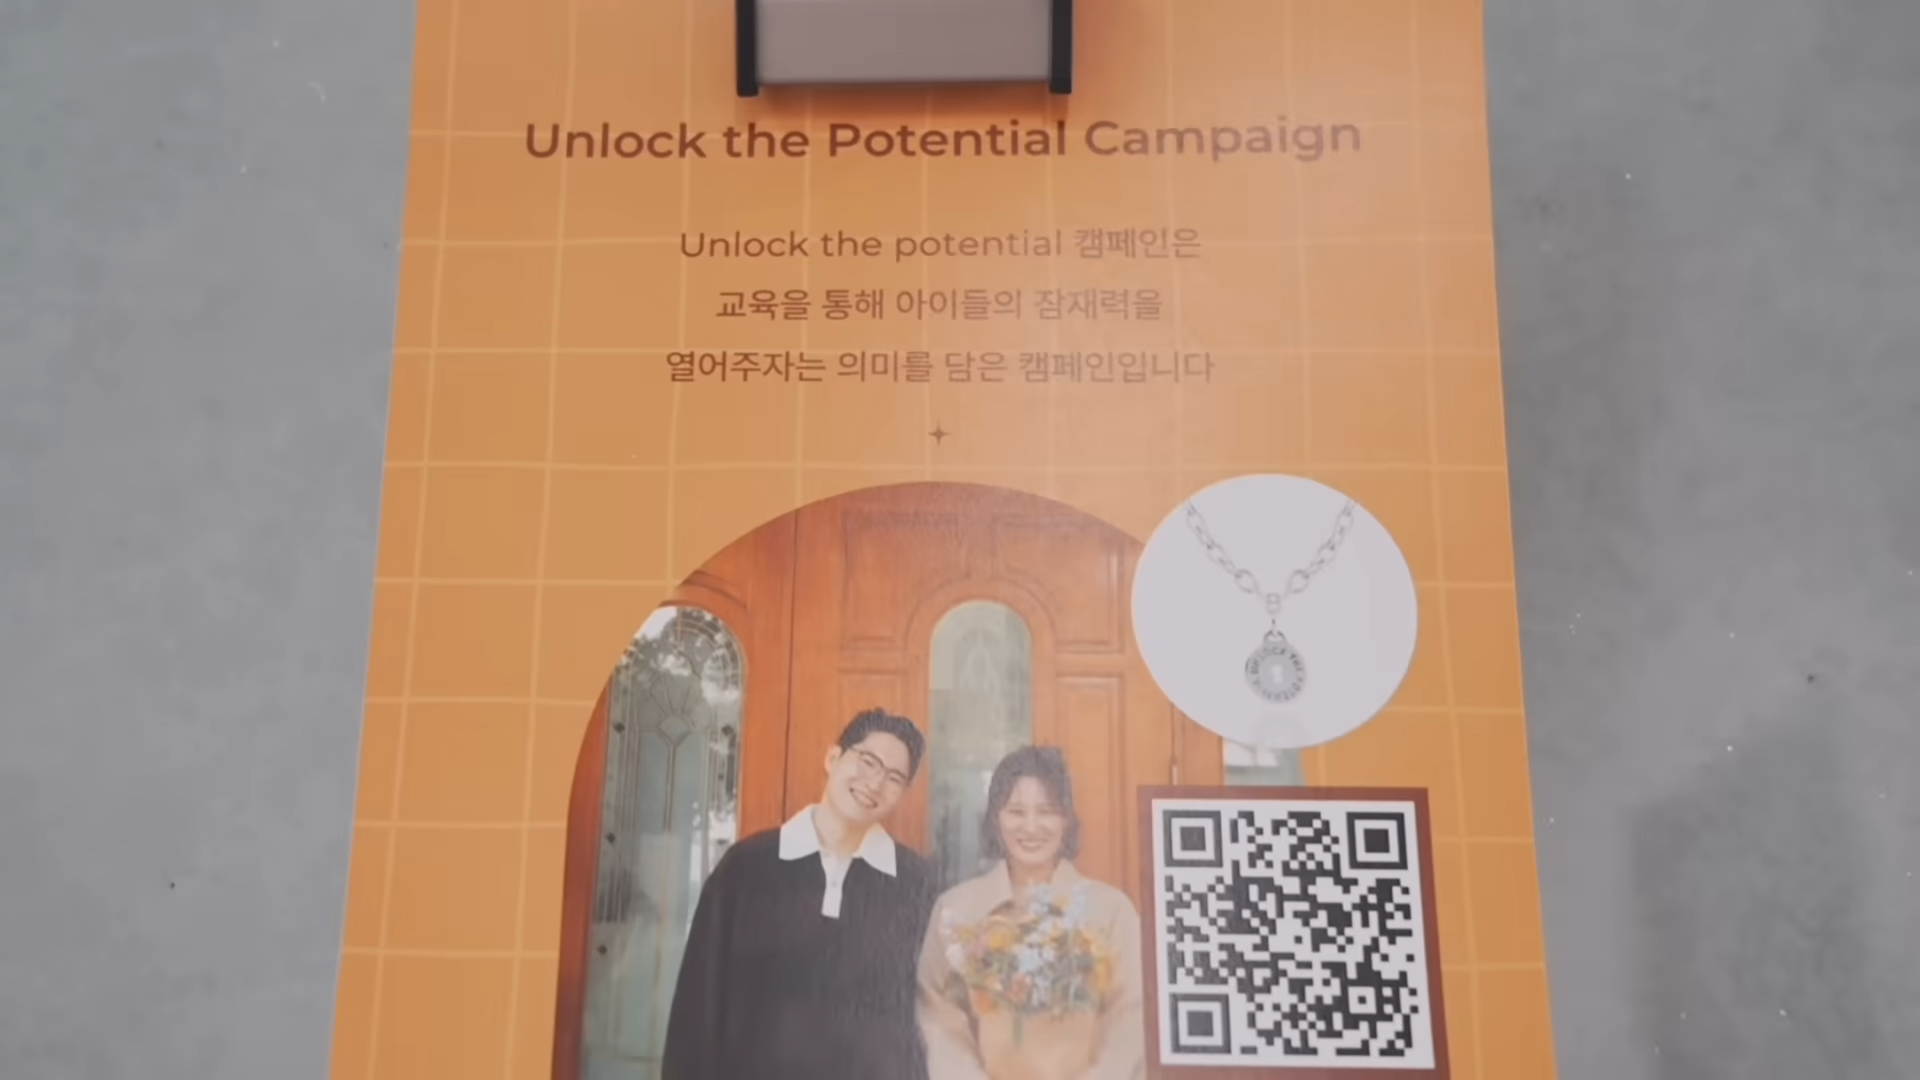 Unlock the Potential Campaign
Unlock the potential 캠페인은
교육을 통해 아이들의 잠재력을
열어주자는 의미를 담은 캠페인입니다
UNLOCK THE